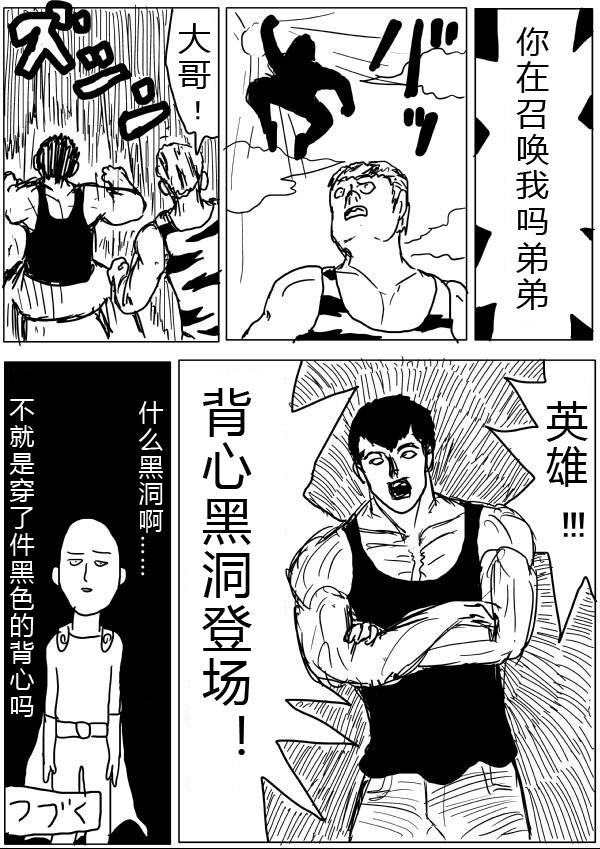 你在召唤我吗弟弟
バッ
大哥！
ズンッ
英雄!!!
背心黑洞登场！
什么黑洞啊……
不就是穿了件黑色的背心吗
つづく